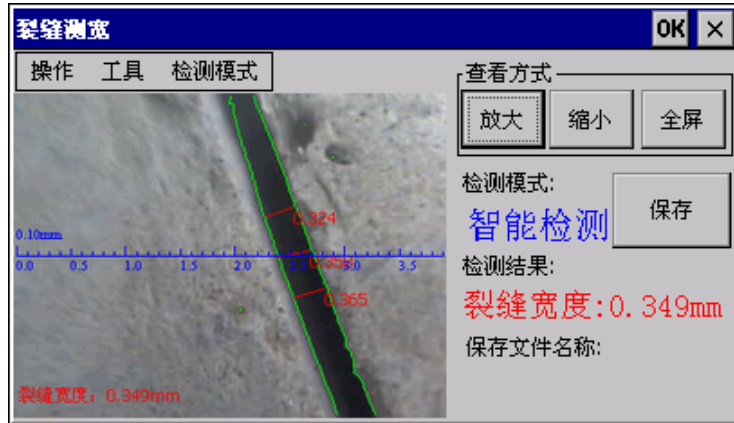 裂缝测宽 OK ×
操作 工具 检测模式
查看方式
放大 缩小 全屏
检测模式:
智能检测
保存
检测结果:
裂缝宽度:0.349mm
保存文件名称:
0.324
0.10mm
0.0 0.5 1.0 1.5 2.0 3.0 3.5
0.365
裂缝宽度: 0.349mm